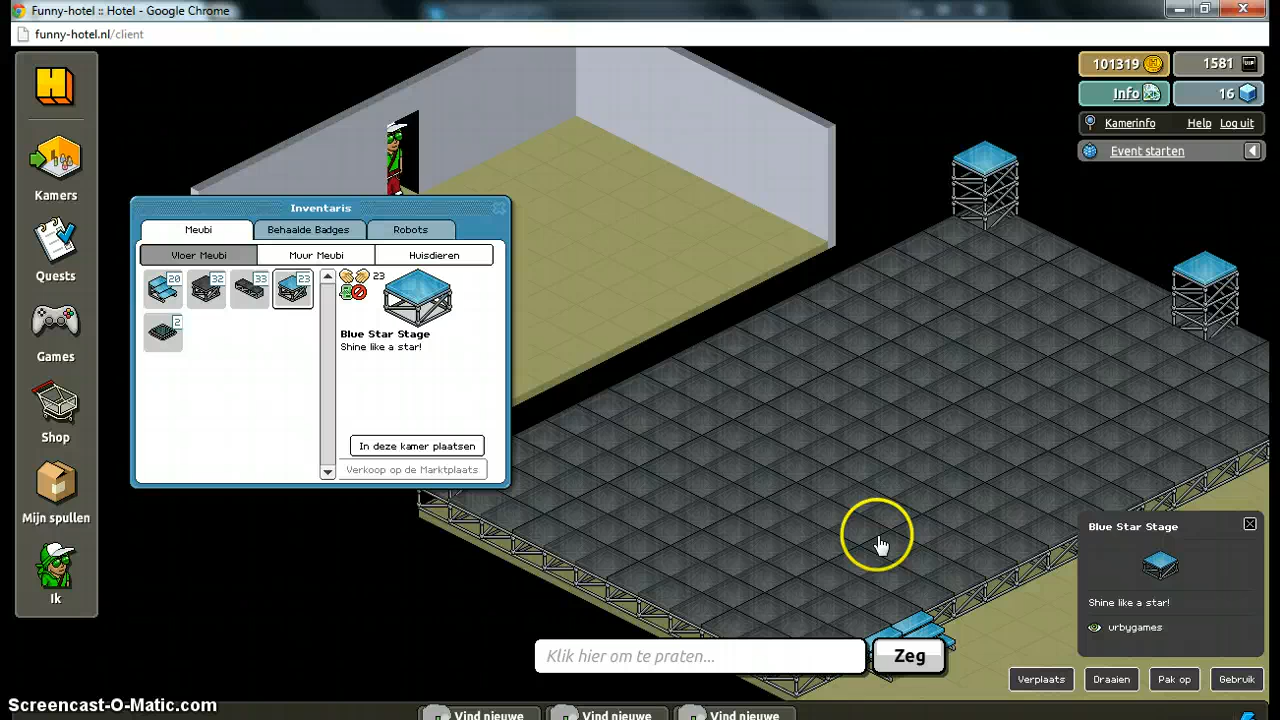 Funny-hotel :: Hotel - Google Chrome
funny-hotel.nl/client
101319
1581
VIP
Info
16
Kamerinfo Help Log uit
Event starten
Kamers
Quests
Games
Shop
Mijn spullen
Ik
Inventaris
Meubi Behaalde Badges Robots
Vloer Meubi Muur Meubi Huisdieren
20 32 33 23
2
23
Blue Star Stage
Shine like a star!
In deze kamer plaatsen
Verkoop op de Marktplaats
Blue Star Stage
Shine like a star!
urbygames
Klik hier om te praten...
Zeg
Verplaats Draaien Pak op Gebruik
Screencast-O-Matic.com
Vind nieuwe Vind nieuwe Vind nieuwe